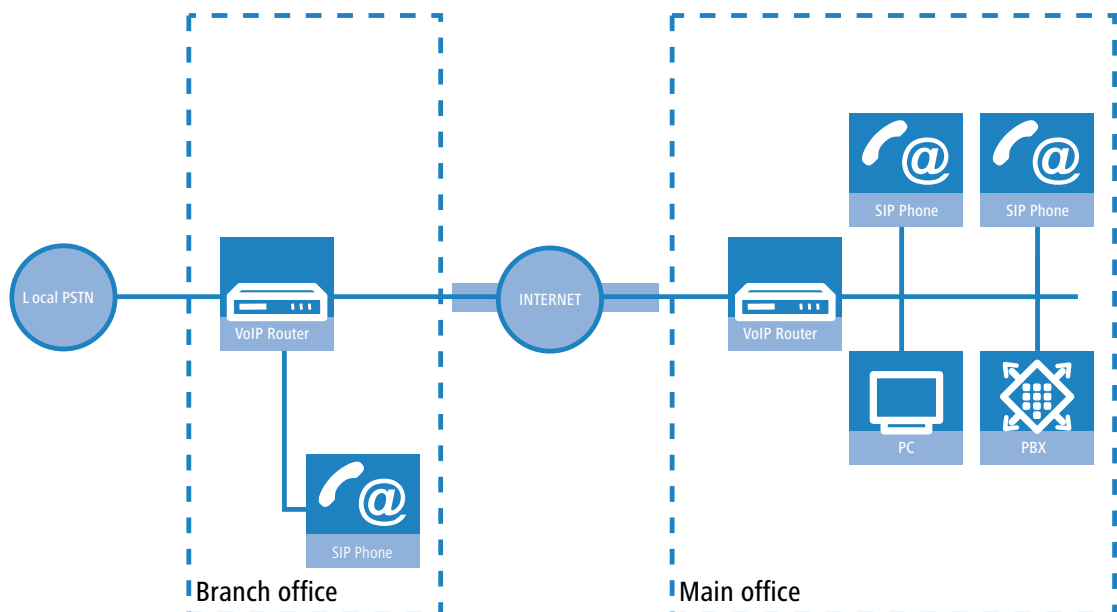 SIP Phone
SIP Phone
Local PSTN
VoIP Router
INTERNET
VoIP Router
PC
PBX
SIP Phone
Branch office
Main office